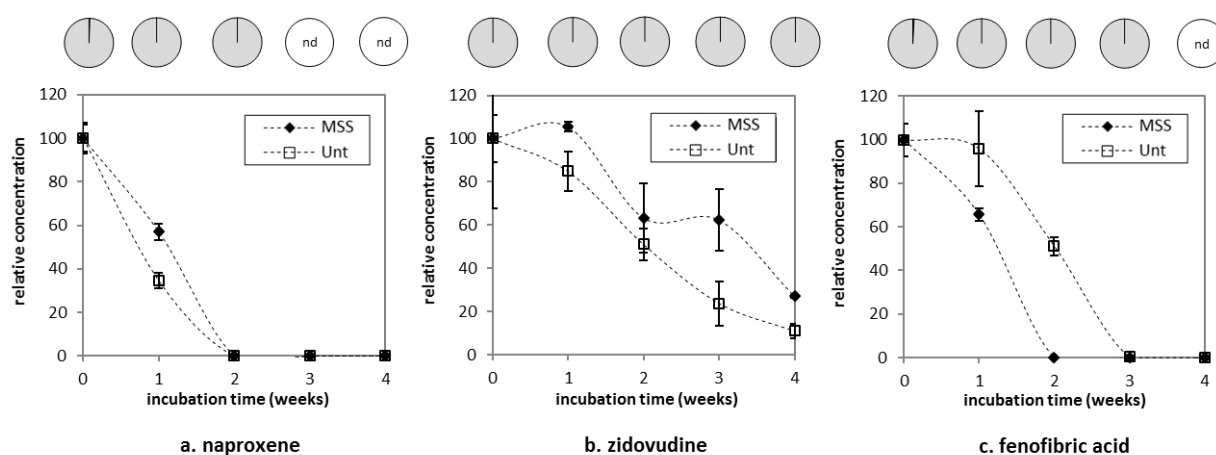 nd
nd
120
100
80
60
40
20
0
relative concentration
MSS
Unt
0 1 2 3 4
incubation time (weeks)
a. naproxene
120
100
80
60
40
20
0
relative concentration
MSS
Unt
0 1 2 3 4
incubation time (weeks)
b. zidovudine
nd
120
100
80
60
40
20
0
relative concentration
MSS
Unt
0 1 2 3 4
incubation time (weeks)
c. fenofibric acid